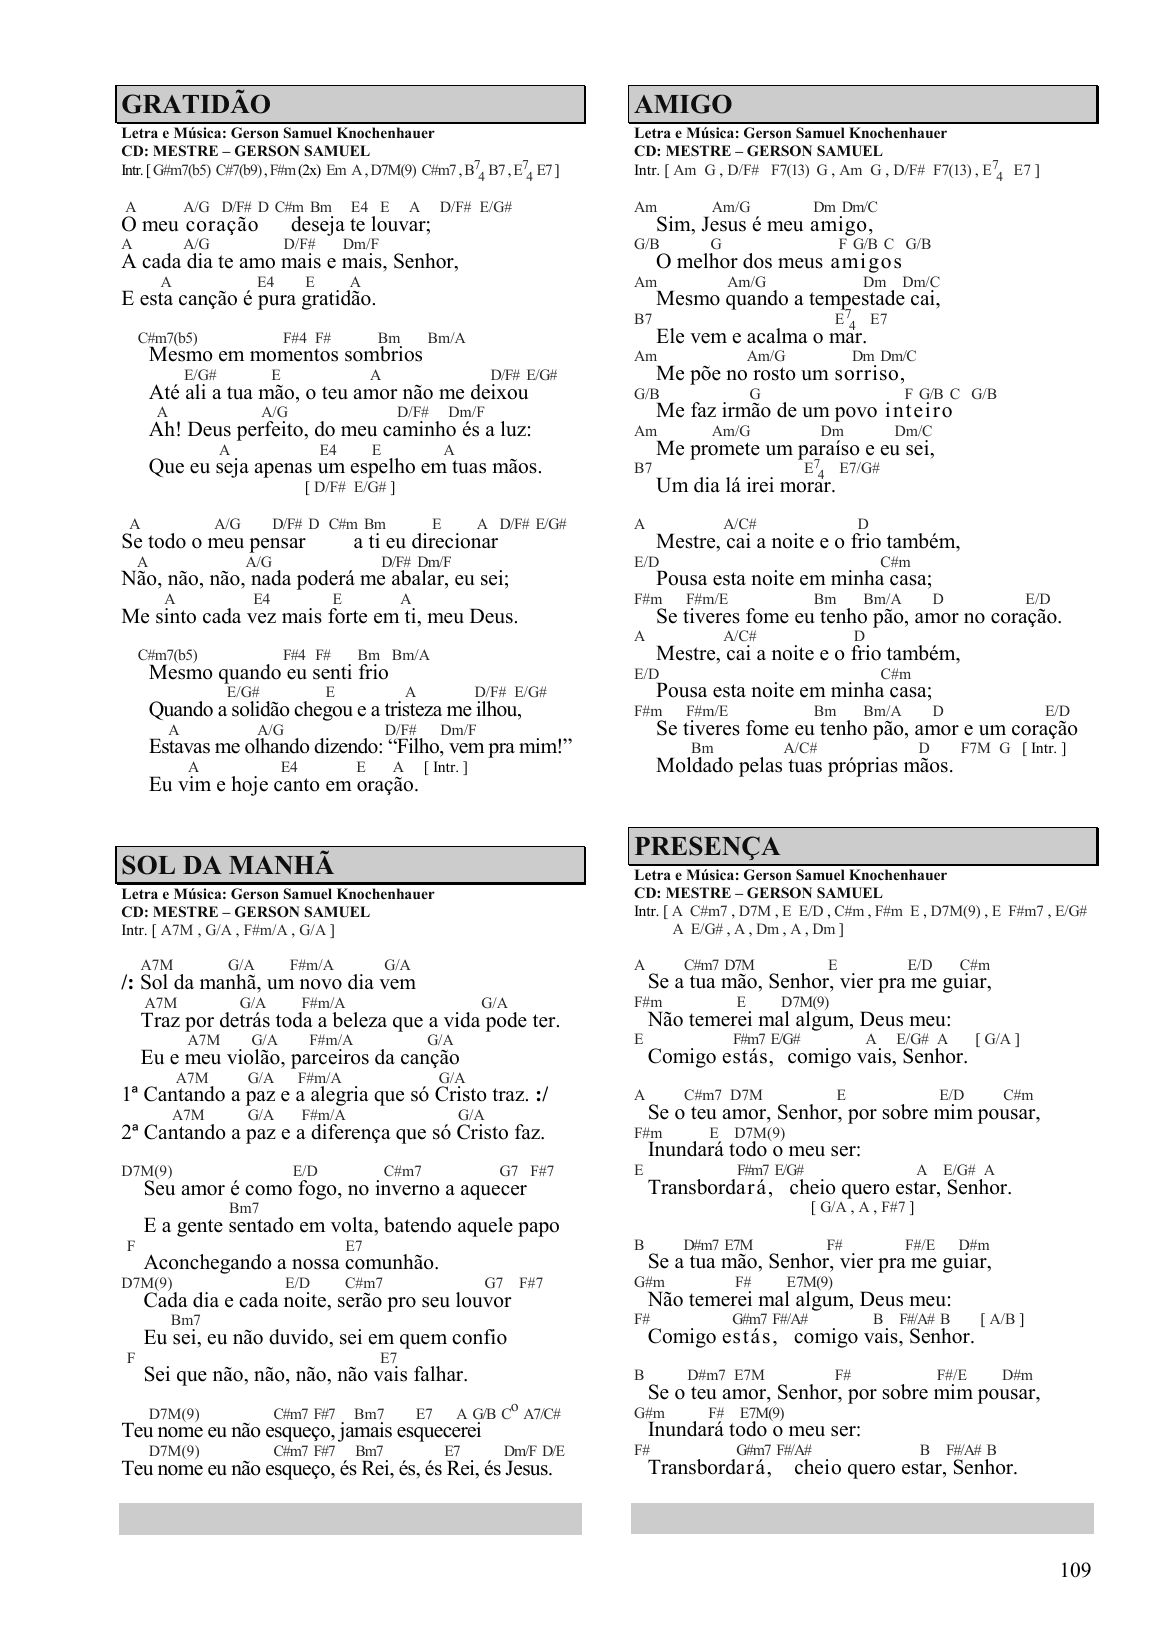 GRATIDÃO
Letra e Música: Gerson Samuel Knochenhauer
CD: MESTRE – GERSON SAMUEL
Intr. [ G#m7(b5) C#7(b9) , F#m (2x) Em A , D7M(9) C#m7 , B7 4 B7 , E7 4 E7 ]
A A/G D/F# D C#m Bm E4 E A D/F# E/G#
O meu coração deseja te louvar;
A A/G D/F# Dm/F
A cada dia te amo mais e mais, Senhor,
A E4 E A
E esta canção é pura gratidão.
C#m7(b5) F#4 F# Bm Bm/A
Mesmo em momentos sombrios
E/G# E A D/F# E/G#
Até ali a tua mão, o teu amor não me deixou
A A/G D/F# Dm/F
Ah! Deus perfeito, do meu caminho és a luz:
A E4 E A
Que eu seja apenas um espelho em tuas mãos.
[ D/F# E/G# ]
A A/G D/F# D C#m Bm E A D/F# E/G#
Se todo o meu pensar a ti eu direcionar
A A/G D/F# Dm/F
Não, não, não, nada poderá me abalar, eu sei;
A E4 E A
Me sinto cada vez mais forte em ti, meu Deus.
C#m7(b5) F#4 F# Bm Bm/A
Mesmo quando eu senti frio
E/G# E A D/F# E/G#
Quando a solidão chegou e a tristeza me ilhou,
A A/G D/F# Dm/F
Estavas me olhando dizendo: “Filho, vem pra mim!”
A E4 E A [ Intr. ]
Eu vim e hoje canto em oração.
SOL DA MANHÃ
Letra e Música: Gerson Samuel Knochenhauer
CD: MESTRE – GERSON SAMUEL
Intr. [ A7M , G/A , F#m/A , G/A ]
A7M G/A F#m/A G/A
/: Sol da manhã, um novo dia vem
A7M G/A F#m/A G/A
Traz por detrás toda a beleza que a vida pode ter.
A7M G/A F#m/A G/A
Eu e meu violão, parceiros da canção
A7M G/A F#m/A G/A
1ª Cantando a paz e a alegria que só Cristo traz. :/
A7M G/A F#m/A G/A
2ª Cantando a paz e a diferença que só Cristo faz.
D7M(9) E/D C#m7 G7 F#7
Seu amor é como fogo, no inverno a aquecer
Bm7
E a gente sentado em volta, batendo aquele papo
F E7
Aconchegando a nossa comunhão.
D7M(9) E/D C#m7 G7 F#7
Cada dia e cada noite, serão pro seu louvor
Bm7
Eu sei, eu não duvido, sei em quem confio
F E7
Sei que não, não, não, não vais falhar.
D7M(9) C#m7 F#7 Bm7 E7 A G/B Cº A7/C#
Teu nome eu não esqueço, jamais esquecerei
D7M(9) C#m7 F#7 Bm7 E7 Dm/F D/E
Teu nome eu não esqueço, és Rei, és, és Rei, és Jesus.
AMIGO
Letra e Música: Gerson Samuel Knochenhauer
CD: MESTRE – GERSON SAMUEL
Intr. [ Am G , D/F# F7(13) G , Am G , D/F# F7(13) , E7 4 E7 ]
Am Am/G Dm Dm/C
Sim, Jesus é meu amigo,
G/B G F G/B C G/B
O melhor dos meus amigos
Am Am/G Dm Dm/C
Mesmo quando a tempestade cai,
B7 E7 4 E7
Ele vem e acalma o mar.
Am Am/G Dm Dm/C
Me põe no rosto um sorriso,
G/B G F G/B C G/B
Me faz irmão de um povo inteiro
Am Am/G Dm Dm/C
Me promete um paraíso e eu sei,
B7 E7 4 E7/G#
Um dia lá irei morar.
A A/C# D
Mestre, cai a noite e o frio também,
E/D C#m
Pousa esta noite em minha casa;
F#m F#m/E Bm Bm/A D E/D
Se tiveres fome eu tenho pão, amor no coração.
A A/C# D
Mestre, cai a noite e o frio também,
E/D C#m
Pousa esta noite em minha casa;
F#m F#m/E Bm Bm/A D E/D
Se tiveres fome eu tenho pão, amor e um coração
Bm A/C# D F7M G [ Intr. ]
Moldado pelas tuas próprias mãos.
PRESENÇA
Letra e Música: Gerson Samuel Knochenhauer
CD: MESTRE – GERSON SAMUEL
Intr. [ A C#m7 , D7M , E E/D , C#m , F#m E , D7M(9) , E F#m7 , E/G#
A E/G# , A , Dm , A , Dm ]
A C#m7 D7M E E/D C#m
Se a tua mão, Senhor, vier pra me guiar,
F#m E D7M(9)
Não temerei mal algum, Deus meu:
E F#m7 E/G# A E/G# A [ G/A ]
Comigo estás, comigo vais, Senhor.
A C#m7 D7M E E/D C#m
Se o teu amor, Senhor, por sobre mim pousar,
F#m E D7M(9)
Inundará todo o meu ser:
E F#m7 E/G# A E/G# A
Transbordará, cheio quero estar, Senhor.
[ G/A , A , F#7 ]
B D#m7 E7M F# F#/E D#m
Se a tua mão, Senhor, vier pra me guiar,
G#m F# E7M(9)
Não temerei mal algum, Deus meu:
F# G#m7 F#/A# B F#/A# B [ A/B ]
Comigo estás, comigo vais, Senhor.
B D#m7 E7M F# F#/E D#m
Se o teu amor, Senhor, por sobre mim pousar,
G#m F# E7M(9)
Inundará todo o meu ser:
F# G#m7 F#/A# B F#/A# B
Transbordará, cheio quero estar, Senhor.
109